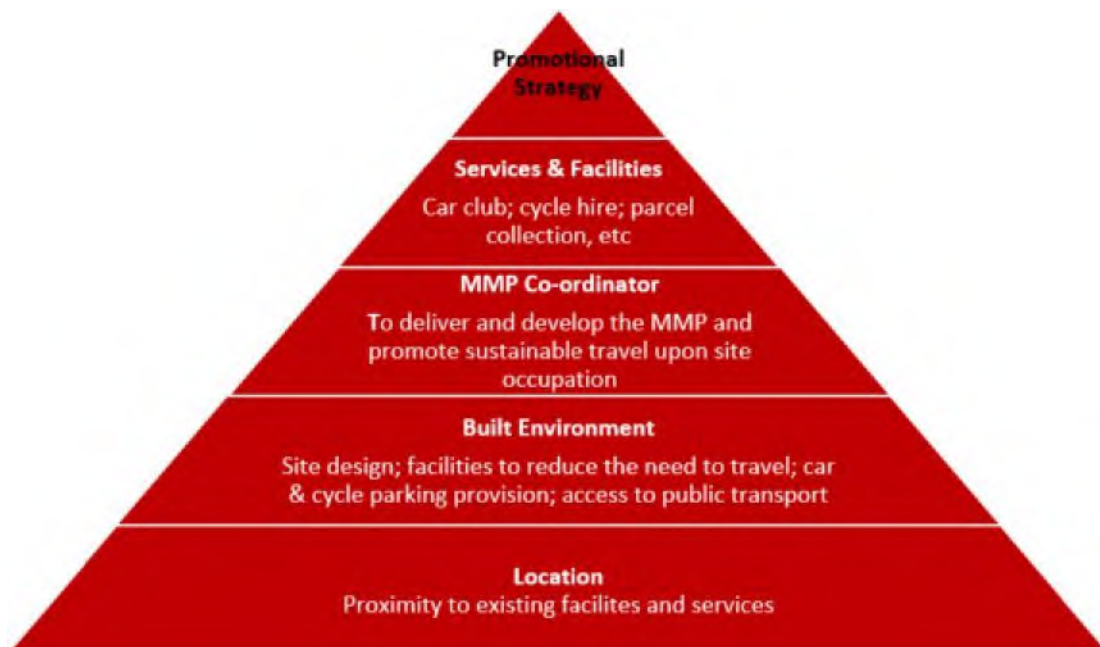 Promotional
Strategy
Services & Facilities
Car club; cycle hire; parcel
collection, etc
MMP Co-ordinator
To deliver and develop the MMP and
promote sustainable travel upon site
occupation
Built Environment
Site design; facilities to reduce the need to travel; car
& cycle parking provision; access to public transport
Location
Proximity to existing facilites and services